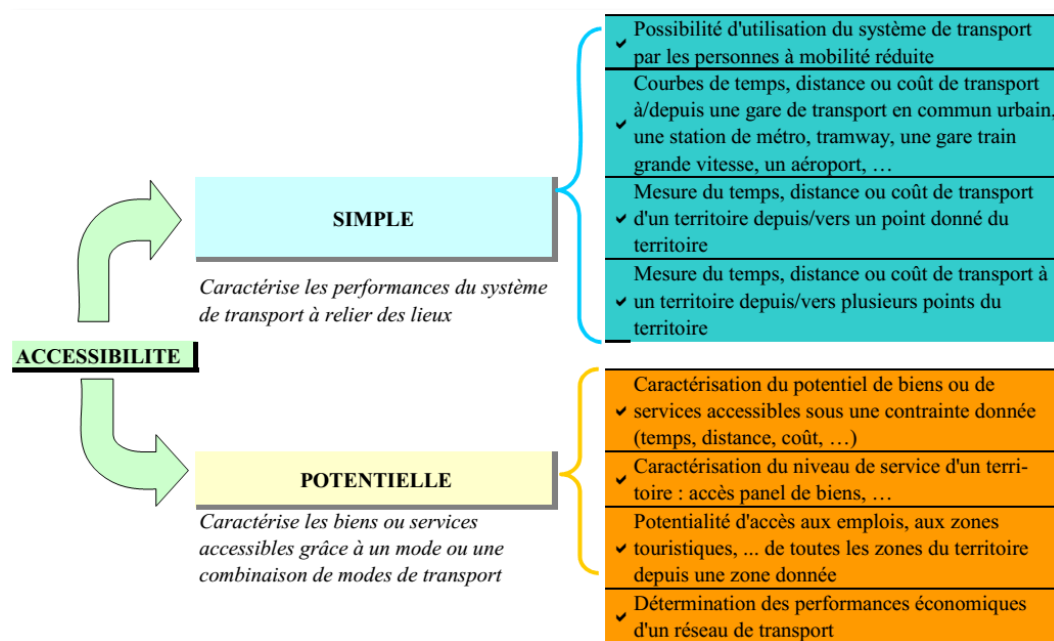 Possibilité d'utilisation du système de transport
par les personnes à mobilité réduite
Courbes de temps, distance ou coût de transport
à/depuis une gare de transport en commun urbain,
une station de métro, tramway, une gare train
grande vitesse, un aéroport, …
Mesure du temps, distance ou coût de transport
d'un territoire depuis/vers un point donné du
territoire
Mesure du temps, distance ou coût de transport à
un territoire depuis/vers plusieurs points du
territoire
SIMPLE
Caractérise les performances du système
de transport à relier des lieux
ACCESSIBILITE
POTENTIELLE
Caractérise les biens ou services
accessibles grâce à un mode ou une
combinaison de modes de transport
Caractérisation du potentiel de biens ou de
services accessibles sous une contrainte donnée
(temps, distance, coût, …)
Caractérisation du niveau de service d'un terri-
toire : accès panel de biens, …
Potentialité d'accès aux emplois, aux zones
touristiques, ... de toutes les zones du territoire
depuis une zone donnée
Détermination des performances économiques
d'un réseau de transport